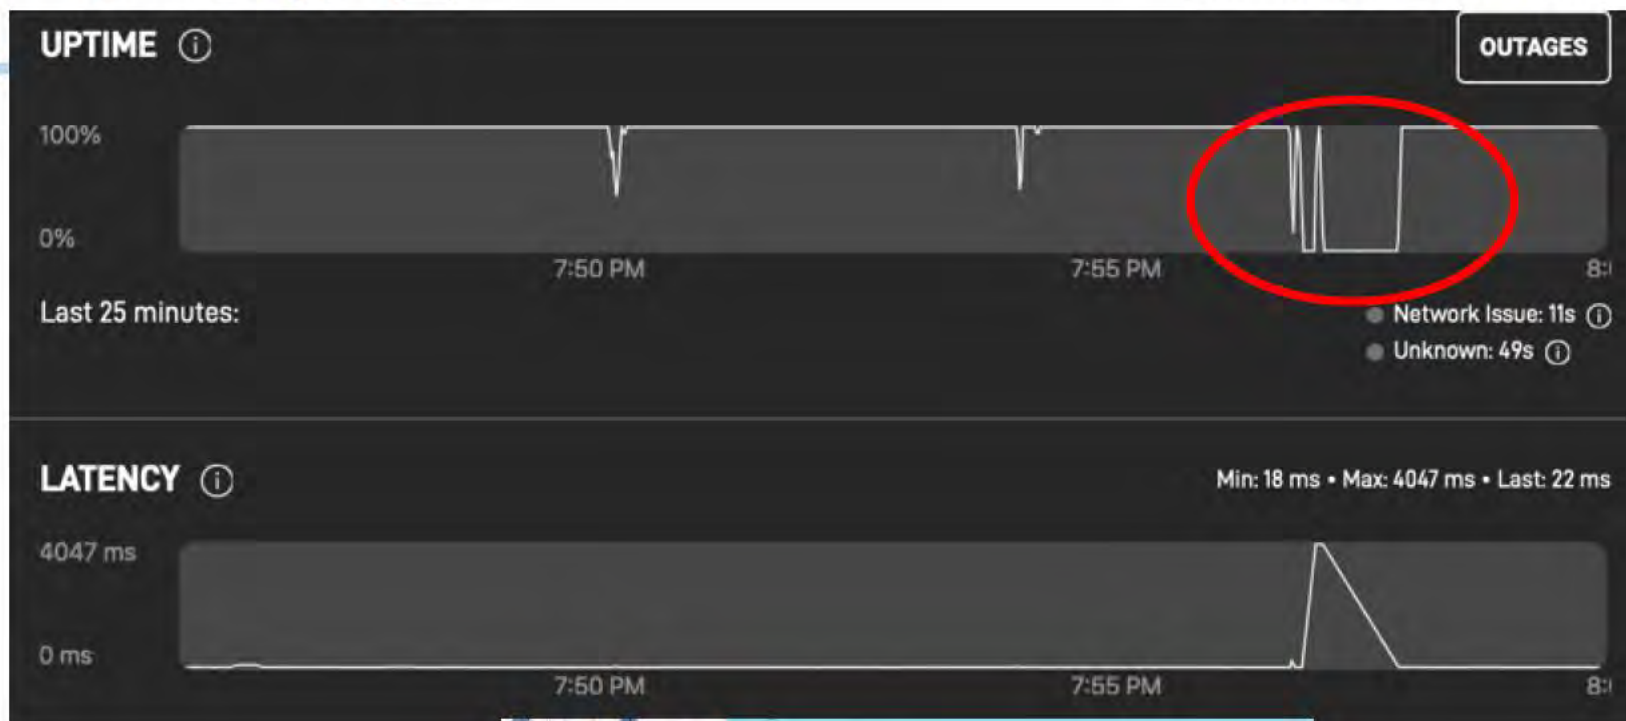 UPTIME
OUTAGES
100%
0%
7:50 PM
7:55 PM
Last 25 minutes:
Network Issue: 11s
Unknown: 49s
LATENCY
Min: 18 ms • Max: 4047 ms • Last: 22 ms
4047 ms
0 ms
7:50 PM
7:55 PM